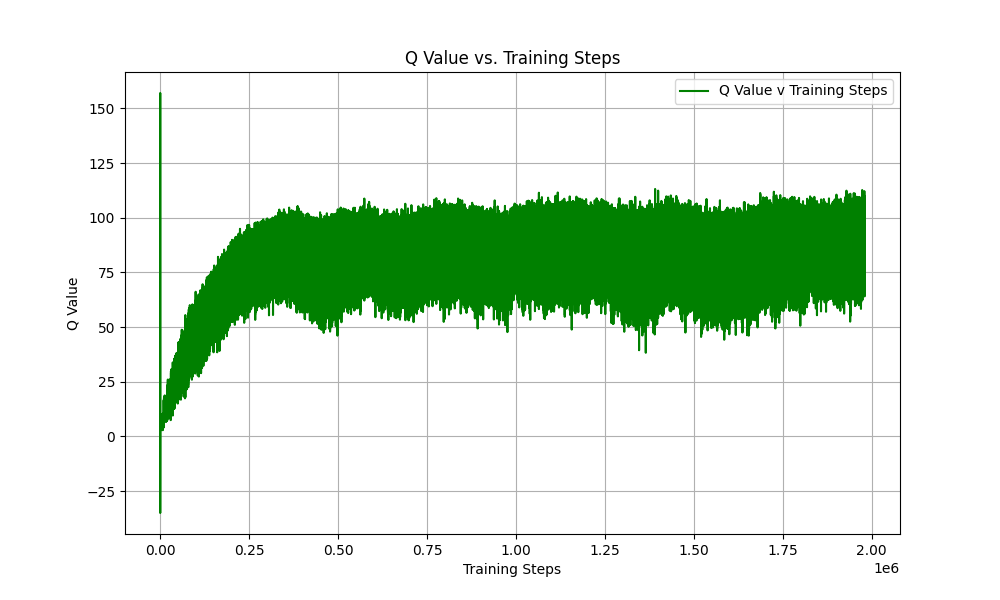 Q Value vs. Training Steps
Q Value v Training Steps
150
125
100
75
50
25
0
−25
Q Value
0.00 0.25 0.50 0.75 1.00 1.25 1.50 1.75 2.00
1e6
Training Steps